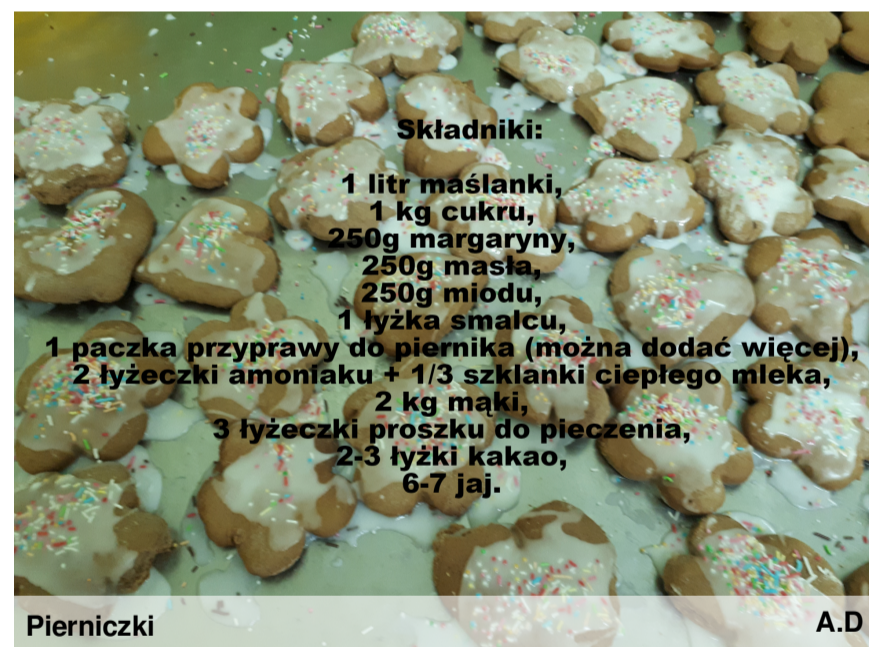 Składniki:
1 litr maślanki,
1 kg cukru,
250g margaryny,
250g masła,
250g miodu,
1 łyżka smalcu,
1 paczka przyprawy do piernika (można dodać więcej),
2 łyżeczki amoniaku + 1/3 szklanki ciepłego mleka,
2 kg mąki,
3 łyżeczki proszku do pieczenia,
2-3 łyżki kakao,
6-7 jaj.
Pierniczki
A.D